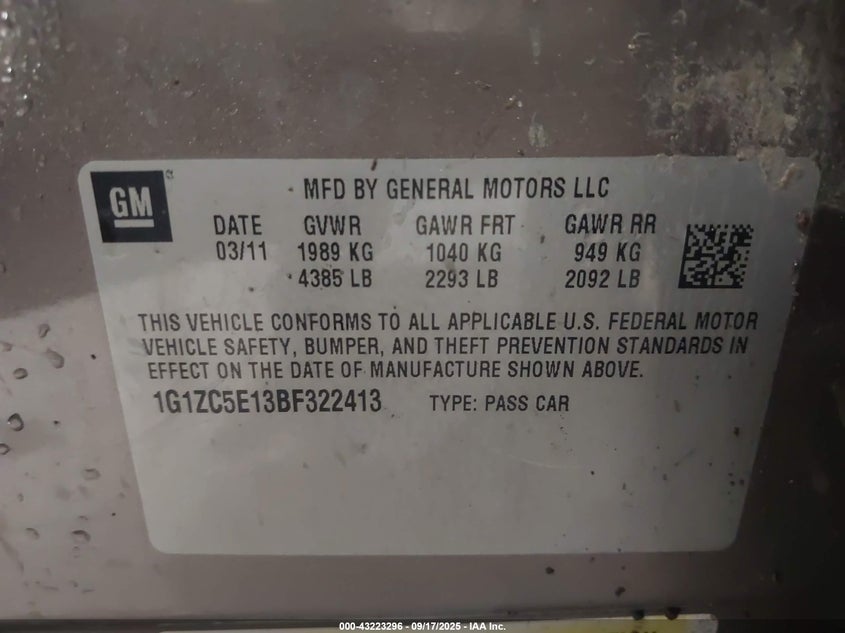 GM®
MFD BY GENERAL MOTORS LLC
DATE GVWR GAWR FRT GAWR RR
03/11 1989 KG 1040 KG 949 KG
4385 LB 2293 LB 2092 LB
THIS VEHICLE CONFORMS TO ALL APPLICABLE U.S. FEDERAL MOTOR
VEHICLE SAFETY, BUMPER, AND THEFT PREVENTION STANDARDS IN
EFFECT ON THE DATE OF MANUFACTURE SHOWN ABOVE.
1G1ZC5E13BF322413 TYPE: PASS CAR
000-43223296 - 09/17/2025 - IAA Inc.